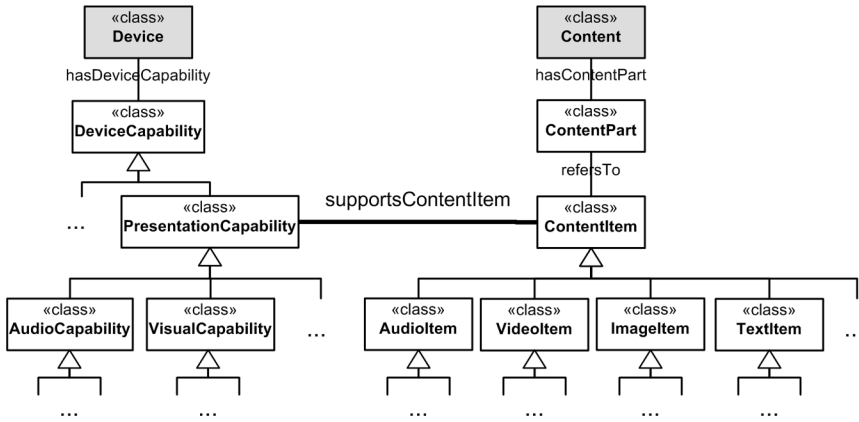 «class»
Device
«class»
Content
hasDeviceCapability
hasContentPart
«class»
DeviceCapability
«class»
ContentPart
refersTo
...
«class»
PresentationCapability
supportsContentItem
«class»
ContentItem
«class»
AudioCapability
«class»
VisualCapability
...
«class»
AudioItem
«class»
VideoItem
«class»
ImageItem
«class»
TextItem
..
...
...
...
...
...
...